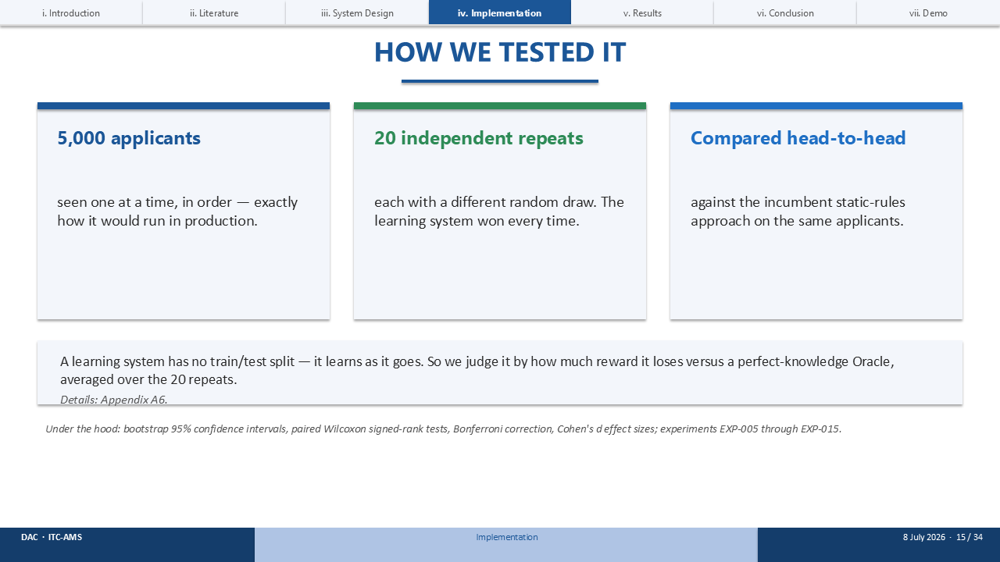 i. Introduction
ii. Literature
iii. System Design
iv. Implementation
v. Results
vi. Conclusion
vii. Demo
HOW WE TESTED IT
5,000 applicants
seen one at a time, in order — exactly
how it would run in production.
20 independent repeats
each with a different random draw. The
learning system won every time.
Compared head-to-head
against the incumbent static-rules
approach on the same applicants.
A learning system has no train/test split — it learns as it goes. So we judge it by how much reward it loses versus a perfect-knowledge Oracle,
averaged over the 20 repeats.
Details: Appendix A6.
Under the hood: bootstrap 95% confidence intervals, paired Wilcoxon signed-rank tests, Bonferroni correction, Cohen's d effect sizes; experiments EXP-005 through EXP-015.
DAC · ITC-AMS
Implementation
8 July 2026 · 15 / 34